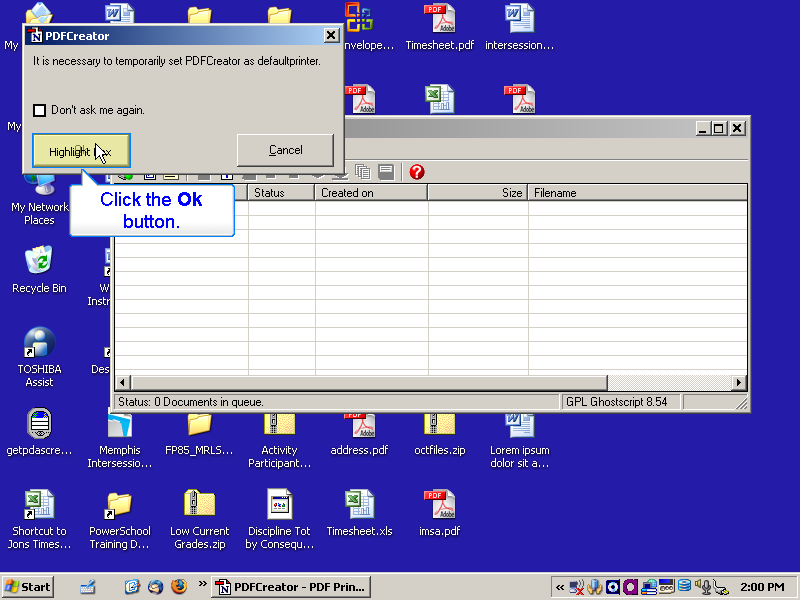 PDFCreator
It is necessary to temporarily set PDFCreator as defaultprinter.
Don't ask me again.
Highlight
Cancel
Click the Ok
button.
My
nvelope...
Timesheet.pdf
intersession...
My
Status
Created on
Size
Filename
Status: 0 Documents in queue.
GPL Ghostscript 8.54
My Network
Places
Recycle Bin
W
Instr
TOSHIBA
Assist
Des
getpdascre...
Memphis
Intersessio...
FP85_MRLS...
Activity
Participant...
address.pdf
octfiles.zip
Lorem ipsum
dolor sit a...
Shortcut to
Jons Times...
PowerSchool
Training D...
Low Current
Grades.zip
Discipline Tot
by Consequ...
Timesheet.xls
imsa.pdf
Start
PDFCreator - PDF Prin...
2:00 PM